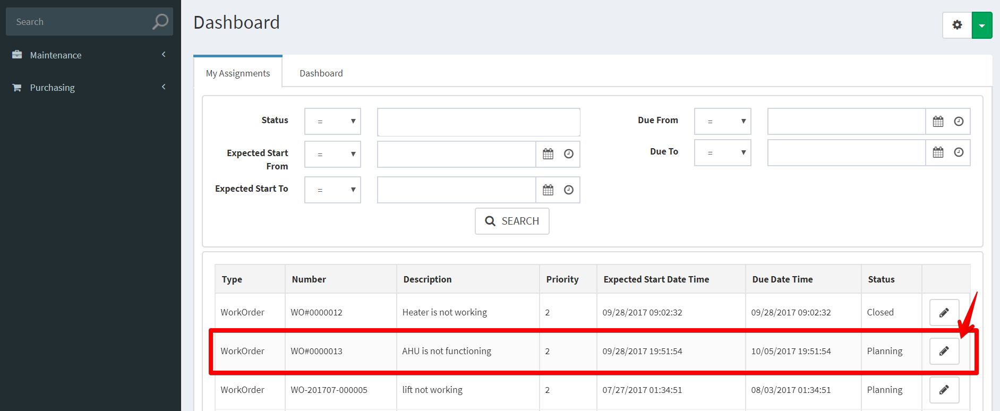 Search
Maintenance
Purchasing
Dashboard
My Assignments Dashboard
Status = Due From =
Expected Start From = Due To =
Expected Start To =
SEARCH
Type Number Description Priority Expected Start Date Time Due Date Time Status
WorkOrder WO#0000012 Heater is not working 2 09/28/2017 09:02:32 09/28/2017 09:02:32 Closed
WorkOrder WO#0000013 AHU is not functioning 2 09/28/2017 19:51:54 10/05/2017 19:51:54 Planning
WorkOrder WO-201707-000005 lift not working 2 07/27/2017 01:34:51 08/03/2017 01:34:51 Planning